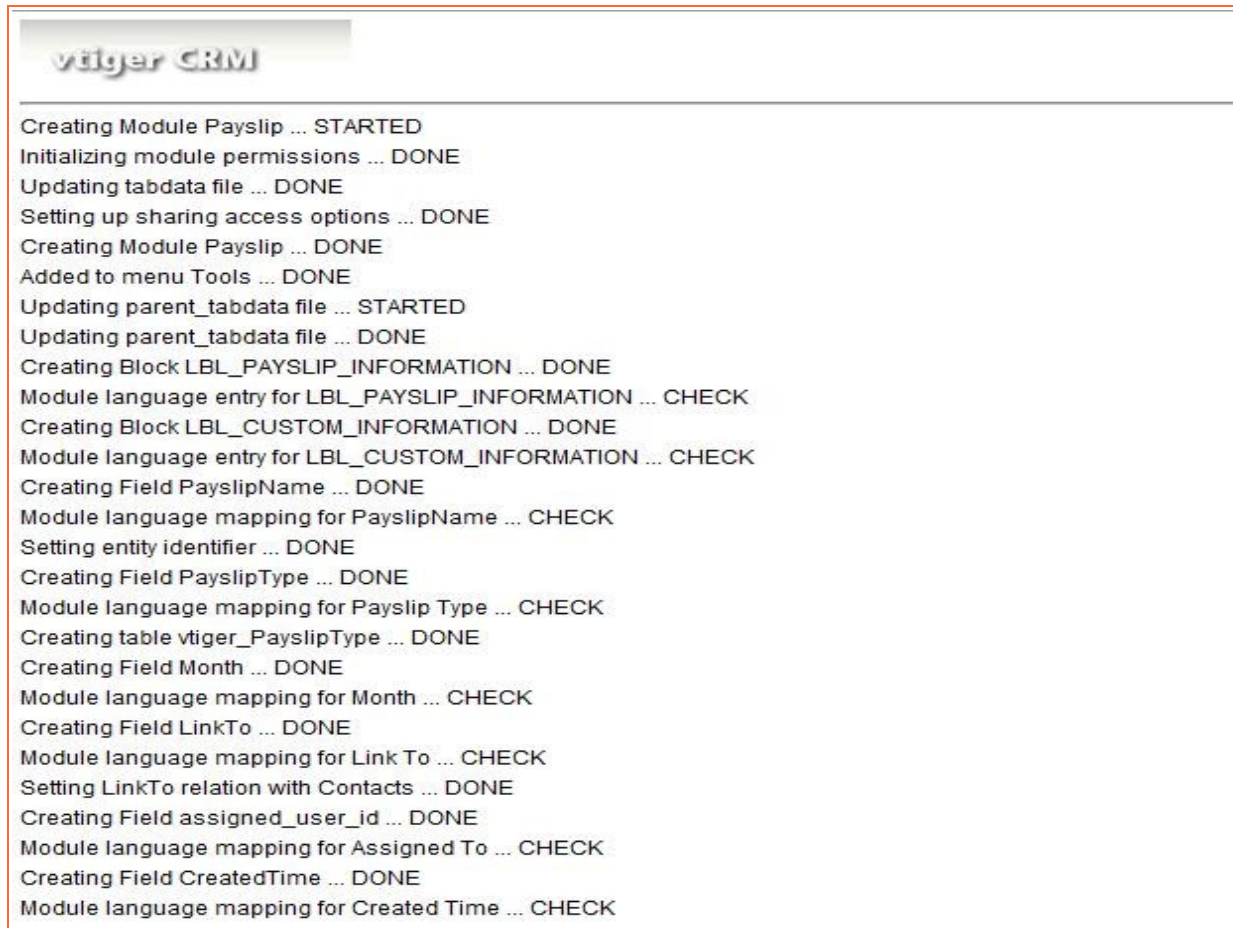 vtiger CRM
Creating Module Payslip ... STARTED
Initializing module permissions ... DONE
Updating tabdata file ... DONE
Setting up sharing access options ... DONE
Creating Module Payslip ... DONE
Added to menu Tools ... DONE
Updating parent_tabdata file ... STARTED
Updating parent_tabdata file ... DONE
Creating Block LBL_PAYSLIP_INFORMATION ... DONE
Module language entry for LBL_PAYSLIP_INFORMATION ... CHECK
Creating Block LBL_CUSTOM_INFORMATION ... DONE
Module language entry for LBL_CUSTOM_INFORMATION ... CHECK
Creating Field PayslipName ... DONE
Module language mapping for PayslipName ... CHECK
Setting entity identifier ... DONE
Creating Field PayslipType ... DONE
Module language mapping for Payslip Type ... CHECK
Creating table vtiger_PayslipType ... DONE
Creating Field Month ... DONE
Module language mapping for Month ... CHECK
Creating Field LinkTo ... DONE
Module language mapping for Link To ... CHECK
Setting LinkTo relation with Contacts ... DONE
Creating Field assigned_user_id ... DONE
Module language mapping for Assigned To ... CHECK
Creating Field CreatedTime ... DONE
Module language mapping for Created Time ... CHECK